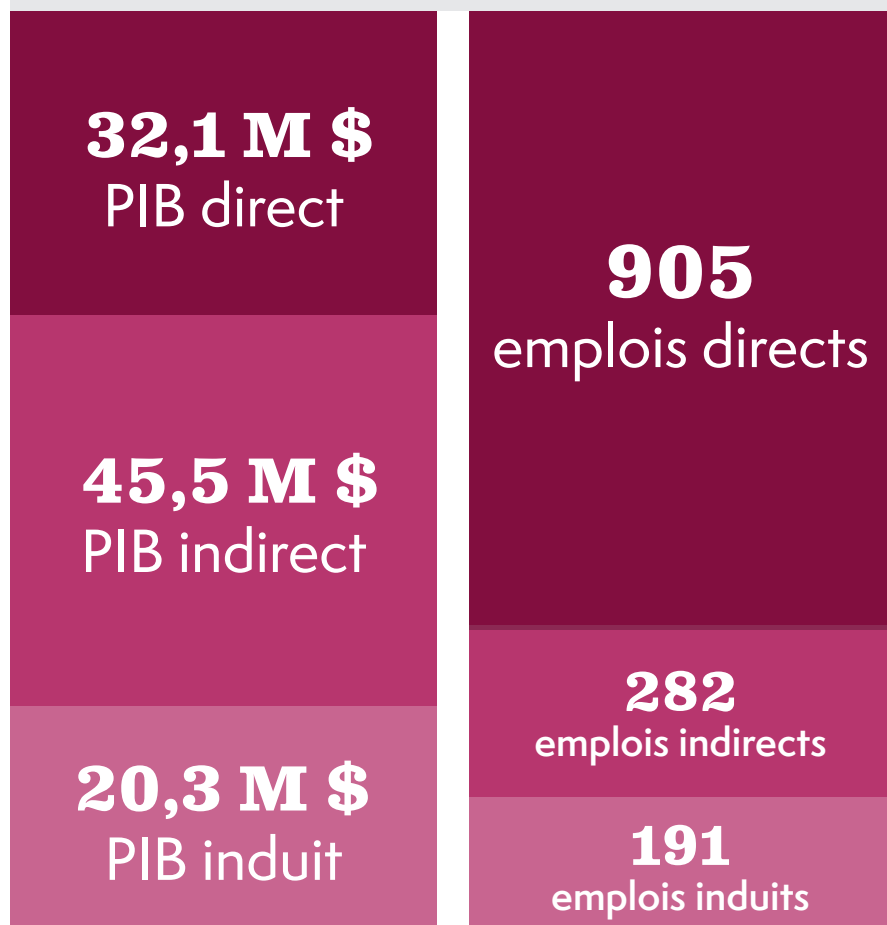 32,1 M $
PIB direct
45,5 M $
PIB indirect
20,3 M $
PIB induit
905
emplois directs
282
emplois indirects
191
emplois induits